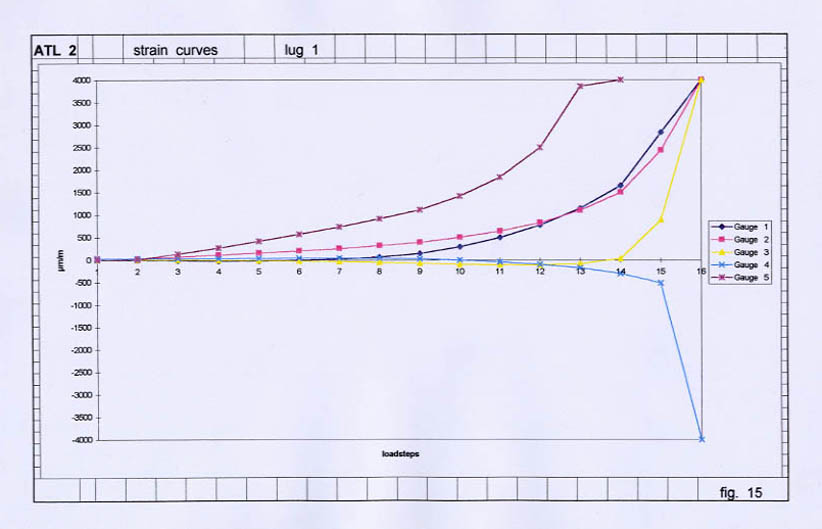 ATL 2 strain curves lug 1
4000
3500
3000
2500
2000
1500
1000
500
0
-500
-1000
-1500
-2000
-2500
-3000
-3500
-4000
µm/m
1 2 3 4 5 6 7 8 9 10 11 12 13 14 15 16
Gauge 1
Gauge 2
Gauge 3
Gauge 4
Gauge 5
loadsteps
fig. 15